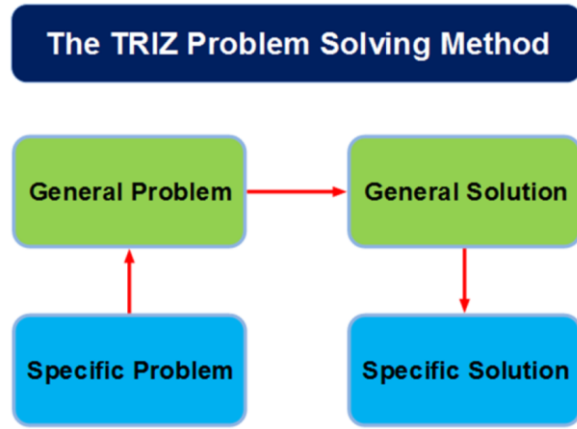 The TRIZ Problem Solving Method
General Problem
General Solution
Specific Problem
Specific Solution